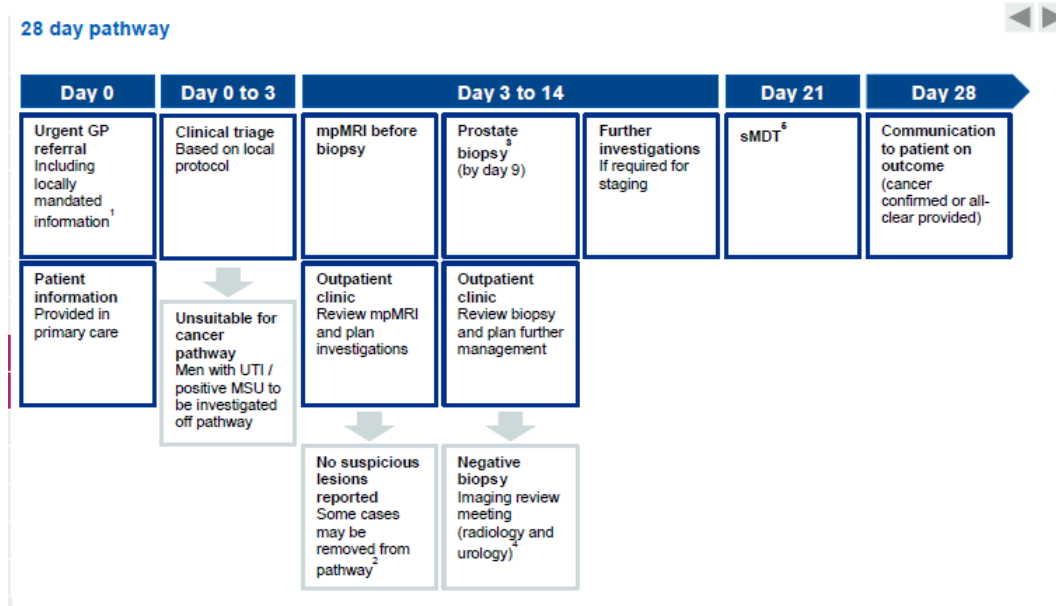 28 day pathway
Day 0
Day 0 to 3
Day 3 to 14
Day 21
Day 28
Urgent GP
referral
Including
locally
mandated
information¹
Clinical triage
Based on local
protocol
mpMRI before
biopsy
Prostate
biopsy³
(by day 9)
Further
investigations
If required for
staging
sMDT⁵
Communication
to patient on
outcome
(cancer
confirmed or all-
clear provided)
Patient
information
Provided in
primary care
Unsuitable for
cancer
pathway
Men with UTI /
positive MSU to
be investigated
off pathway
Outpatient
clinic
Review mpMRI
and plan
investigations
Outpatient
clinic
Review biopsy
and plan further
management
No suspicious
lesions
reported
Some cases
may be
removed from
pathway²
Negative
biopsy
Imaging review
meeting
(radiology and
urology)⁴